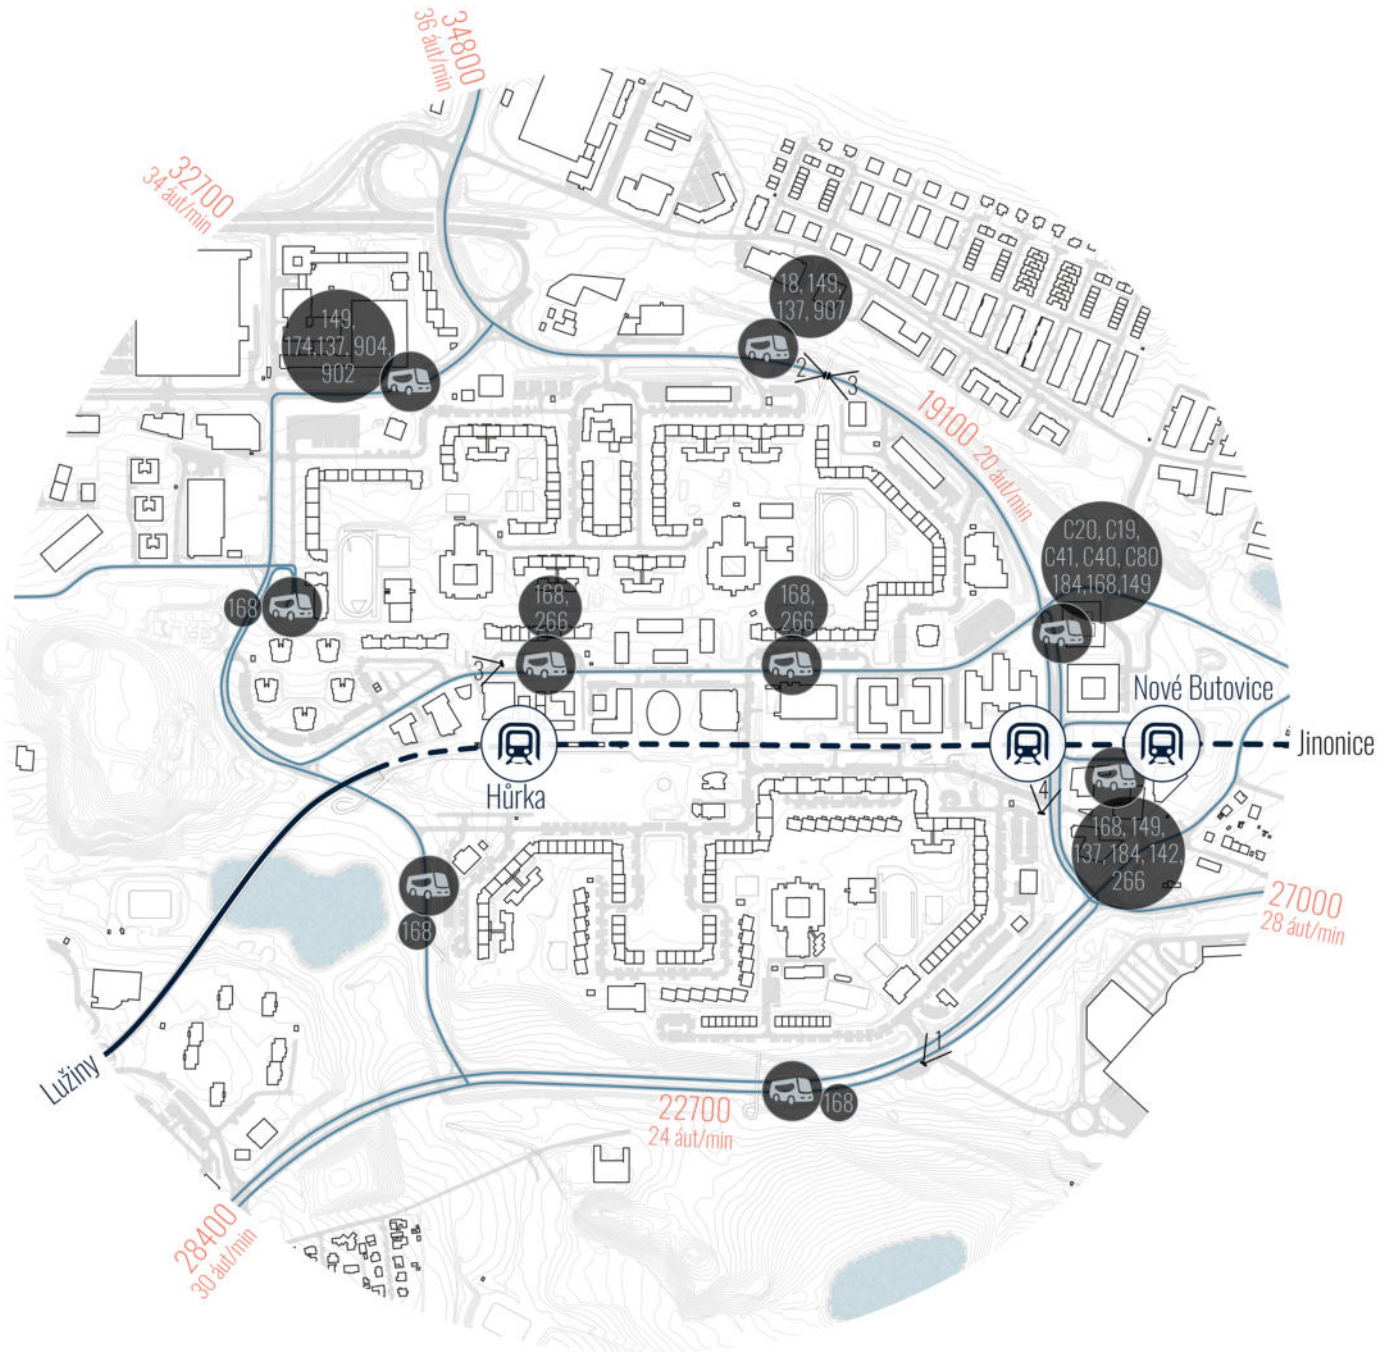 34800
36 áut/min
32700
34 áut/min
18, 149,
137, 907
149,
174,137, 904,
902
2
3
19100 20 áut/min
C20, C19,
C41, C40, C80
184,168,149
168
168,
266
168,
266
3
Nové Butovice
Jinonice
Hůrka
4
168, 149,
137, 184, 142,
266
27000
28 áut/min
168
1
Lužiny
168
22700
24 áut/min
28400
30 áut/min